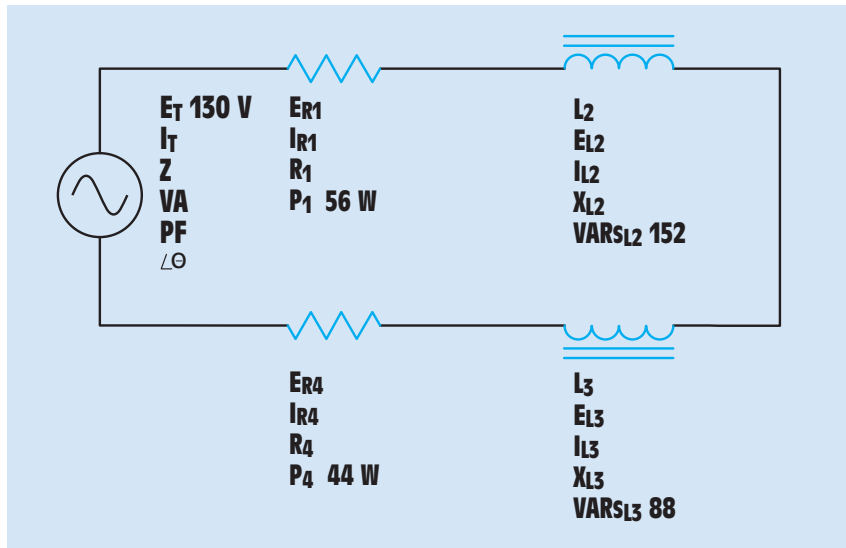 ET 130 V
IT
Z
VA
PF
∠Θ
ER1
IR1
R1
P1 56 W
L2
EL2
IL2
XL2
VARSL2 152
ER4
IR4
R4
P4 44 W
L3
EL3
IL3
XL3
VARSL3 88